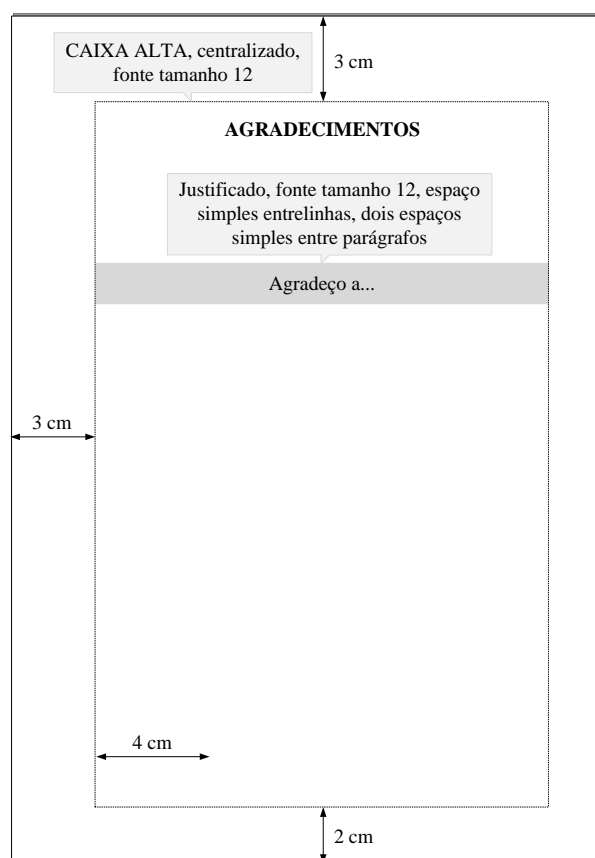 CAIXA ALTA, centralizado,
fonte tamanho 12
3 cm
AGRADECIMENTOS
Justificado, fonte tamanho 12, espaço
simples entrelinhas, dois espaços
simples entre parágrafos
Agradeço a...
3 cm
4 cm
2 cm